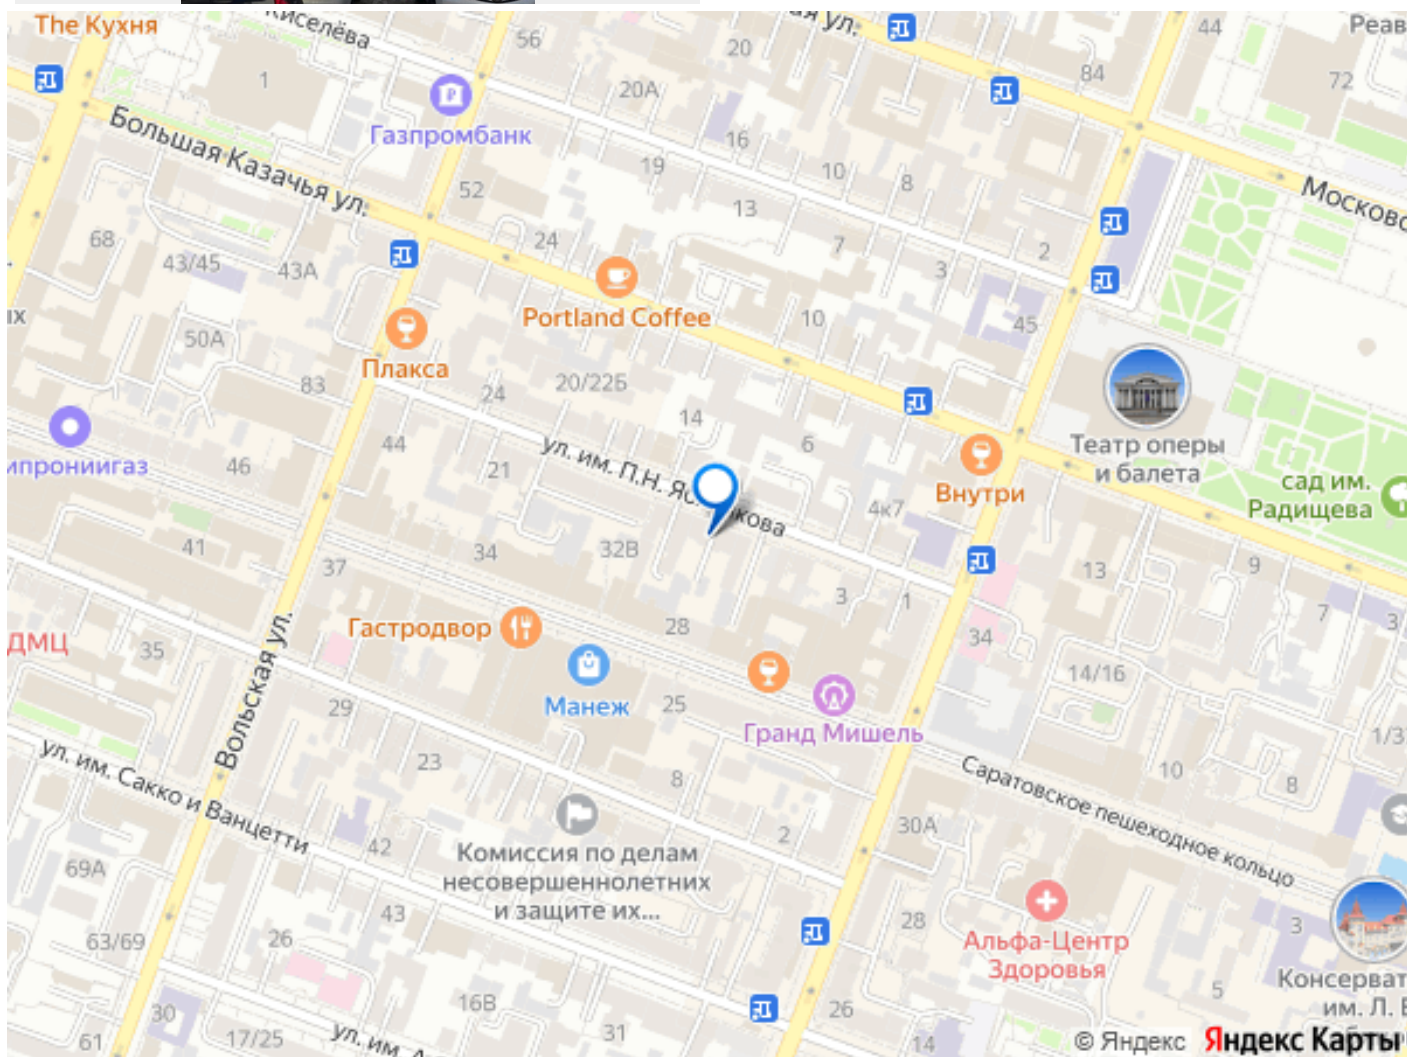 The Кухня
Киселёва
56
20
ая ул.
44
Реав
1
20А
84
72
Газпромбанк
16
Большая Казачья ул.
19
10
8
52
13
Московс
68
24
7
2
43/45
43А
3
Portland Coffee
10
45
их
50А
Плакса
83
24
20/22Б
14
44
6
Театр оперы
и балета
ул. им. П.Н. Яс
кова
ипрониигаз
46
21
Внутри
сад им.
Радищева
4к7
41
34
32В
37
13
9
3
1
7
3
Гастродвор
28
34
ДМЦ
35
14/16
Манеж
25
29
Гранд Мишель
1/3
Вольская ул.
23
8
10
8
ул. им. Сакко и Ванцетти
Саратовское пешеходное кольцо
2
30А
42
Комиссия по делам
несовершеннолетних
и защите их...
69А
43
28
3
63/69
26
Альфа-Центр
Здоровья
Консерват
им. Л.
5
16В
30
26
61
17/25
ул. им.
31
14
© Яндекс Яндекс Карты